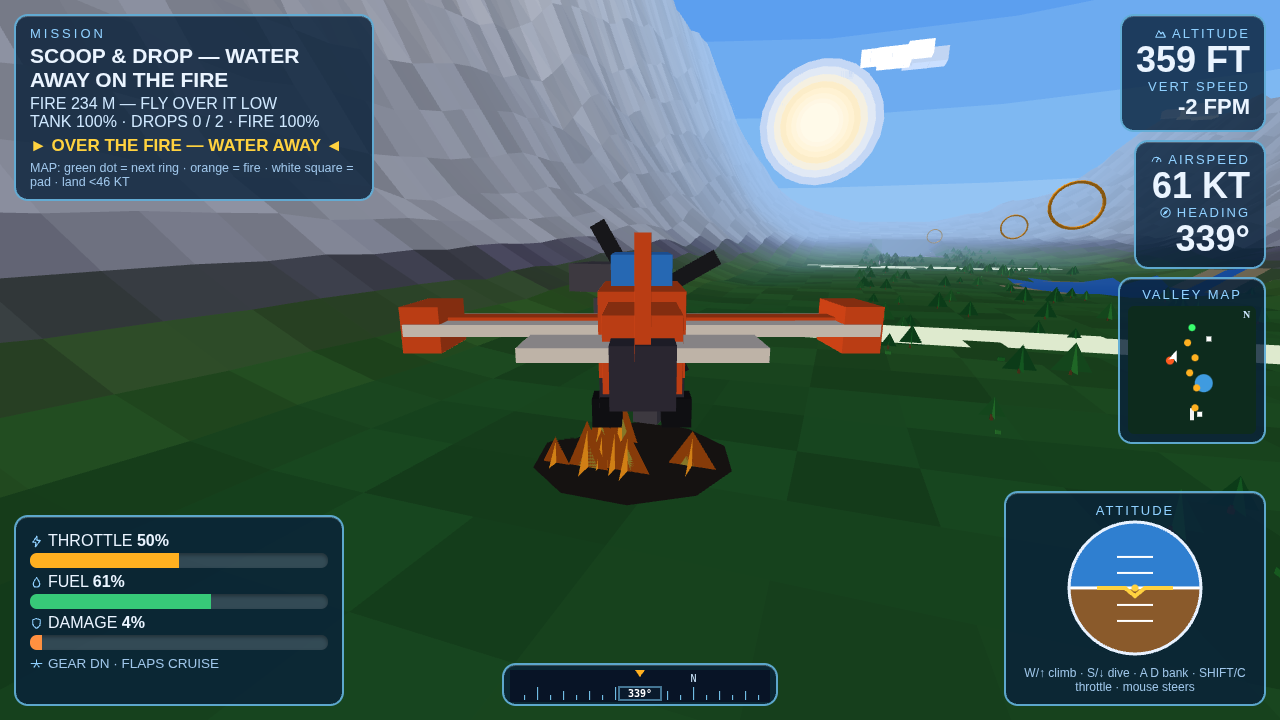 MISSION
SCOOP & DROP — WATER
AWAY ON THE FIRE
FIRE 234 M — FLY OVER IT LOW
TANK 100% · DROPS 0 / 2 · FIRE 100%
► OVER THE FIRE — WATER AWAY ◄
MAP: green dot = next ring · orange = fire · white square =
pad · land <46 KT
ALTITUDE
359 FT
VERT SPEED
-2 FPM
AIRSPEED
61 KT
HEADING
339°
VALLEY MAP
N
THROTTLE 50%
FUEL 61%
DAMAGE 4%
GEAR DN · FLAPS CRUISE
N
339°
ATTITUDE
W/↑ climb · S/↓ dive · A D bank · SHIFT/C
throttle · mouse steers